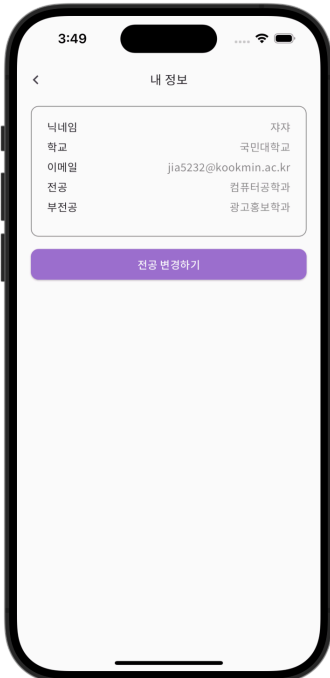 3:49
내 정보
닉네임 쟈쟈
학교 국민대학교
이메일 jia5232@kookmin.ac.kr
전공 컴퓨터공학과
부전공 광고홍보학과
전공 변경하기